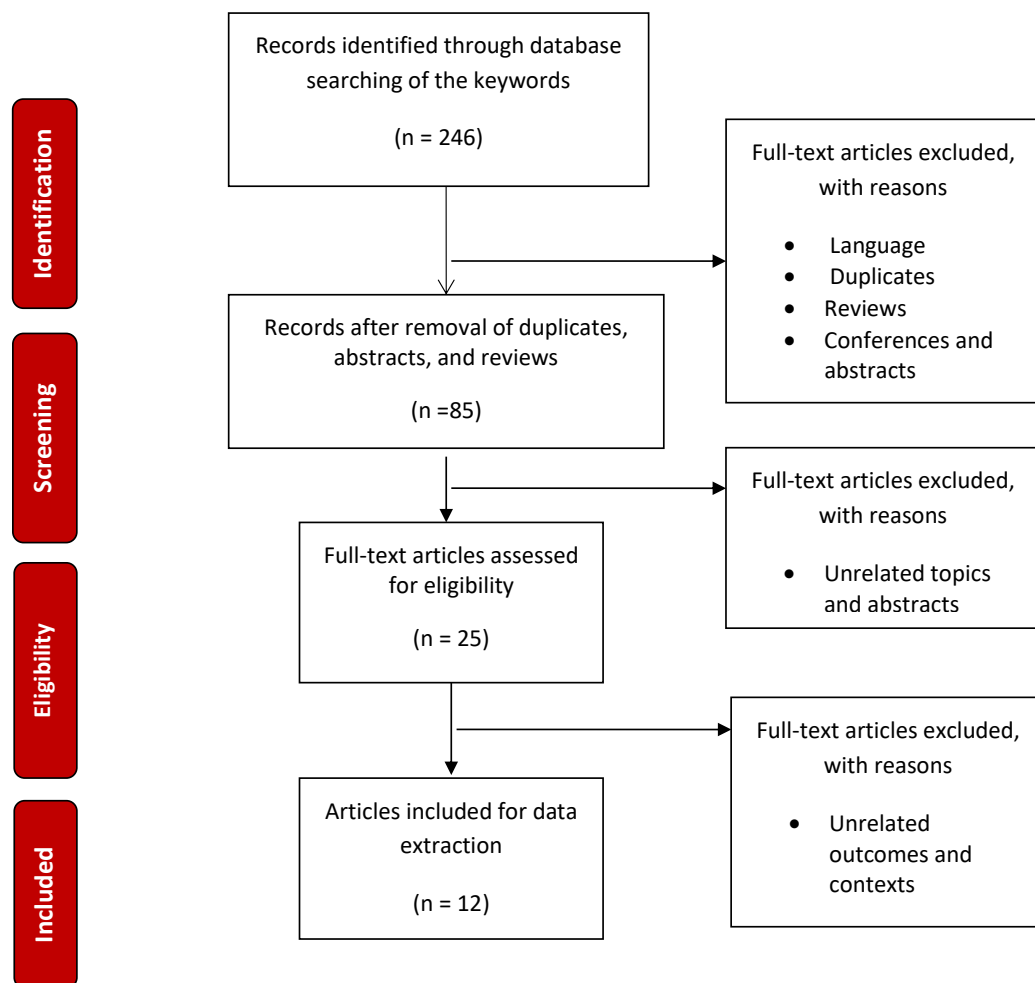 Records identified through database
searching of the keywords
(n = 246)
Identification
Full-text articles excluded,
with reasons
• Language
• Duplicates
• Reviews
• Conferences and
abstracts
Records after removal of duplicates,
abstracts, and reviews
(n =85)
Screening
Full-text articles excluded,
with reasons
• Unrelated topics
and abstracts
Full-text articles assessed
for eligibility
(n = 25)
Eligibility
Full-text articles excluded,
with reasons
• Unrelated
outcomes and
contexts
Articles included for data
extraction
(n = 12)
Included